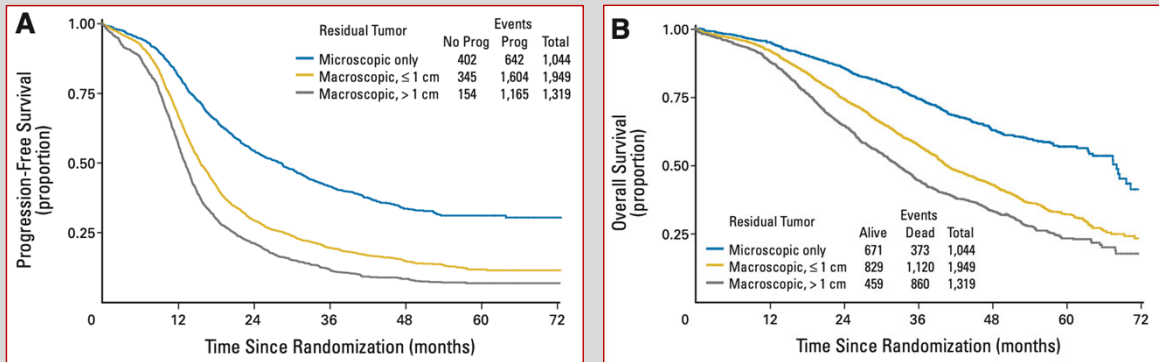 A
Events
Residual Tumor No Prog Prog Total
Microscopic only 402 642 1,044
Macroscopic, ≤ 1 cm 345 1,604 1,949
Macroscopic, > 1 cm 154 1,165 1,319
Progression-Free Survival
(proportion)
1.00
0.75
0.50
0.25
0 12 24 36 48 60 72
Time Since Randomization (months)
B
Overall Survival
(proportion)
1.00
0.75
0.50
0.25
Events
Residual Tumor Alive Dead Total
Microscopic only 671 373 1,044
Macroscopic, ≤ 1 cm 829 1,120 1,949
Macroscopic, > 1 cm 459 860 1,319
0 12 24 36 48 60 72
Time Since Randomization (months)